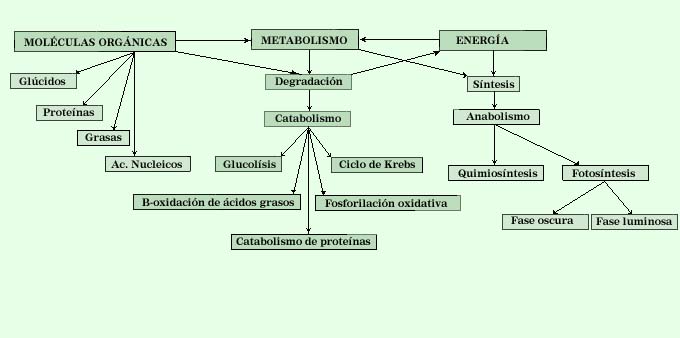 MOLÉCULAS ORGÁNICAS
METABOLISMO
ENERGÍA
Glúcidos
Degradación
Síntesis
Proteínas
Catabolismo
Anabolismo
Grasas
Ac. Nucleicos
Glucolísis
Ciclo de Krebs
Quimiosíntesis
Fotosíntesis
B-oxidación de ácidos grasos
Fosforilación oxidativa
Fase oscura
Fase luminosa
Catabolismo de proteínas